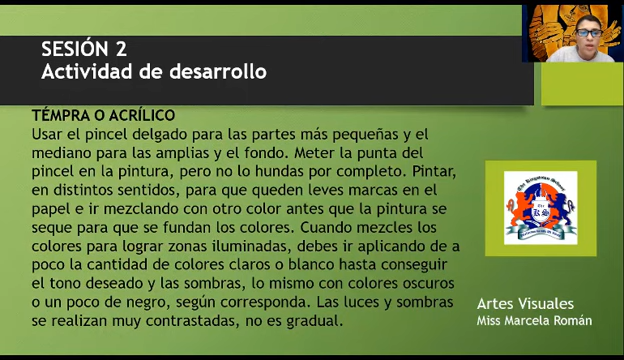 SESIÓN 2
Actividad de desarrollo
TÉMPRA O ACRÍLICO
Usar el pincel delgado para las partes más pequeñas y el
mediano para las amplias y el fondo. Meter la punta del
pincel en la pintura, pero no lo hundas por completo. Pintar,
en distintos sentidos, para que queden leves marcas en el
papel e ir mezclando con otro color antes que la pintura se
seque para que se fundan los colores. Cuando mezcles los
colores para lograr zonas iluminadas, debes ir aplicando de a
poco la cantidad de colores claros o blanco hasta conseguir
el tono deseado y las sombras, lo mismo con colores oscuros
o un poco de negro, según corresponda. Las luces y sombras
se realizan muy contrastadas, no es gradual.
The Kingstown School
The
KS
Artes Visuales
Miss Marcela Román